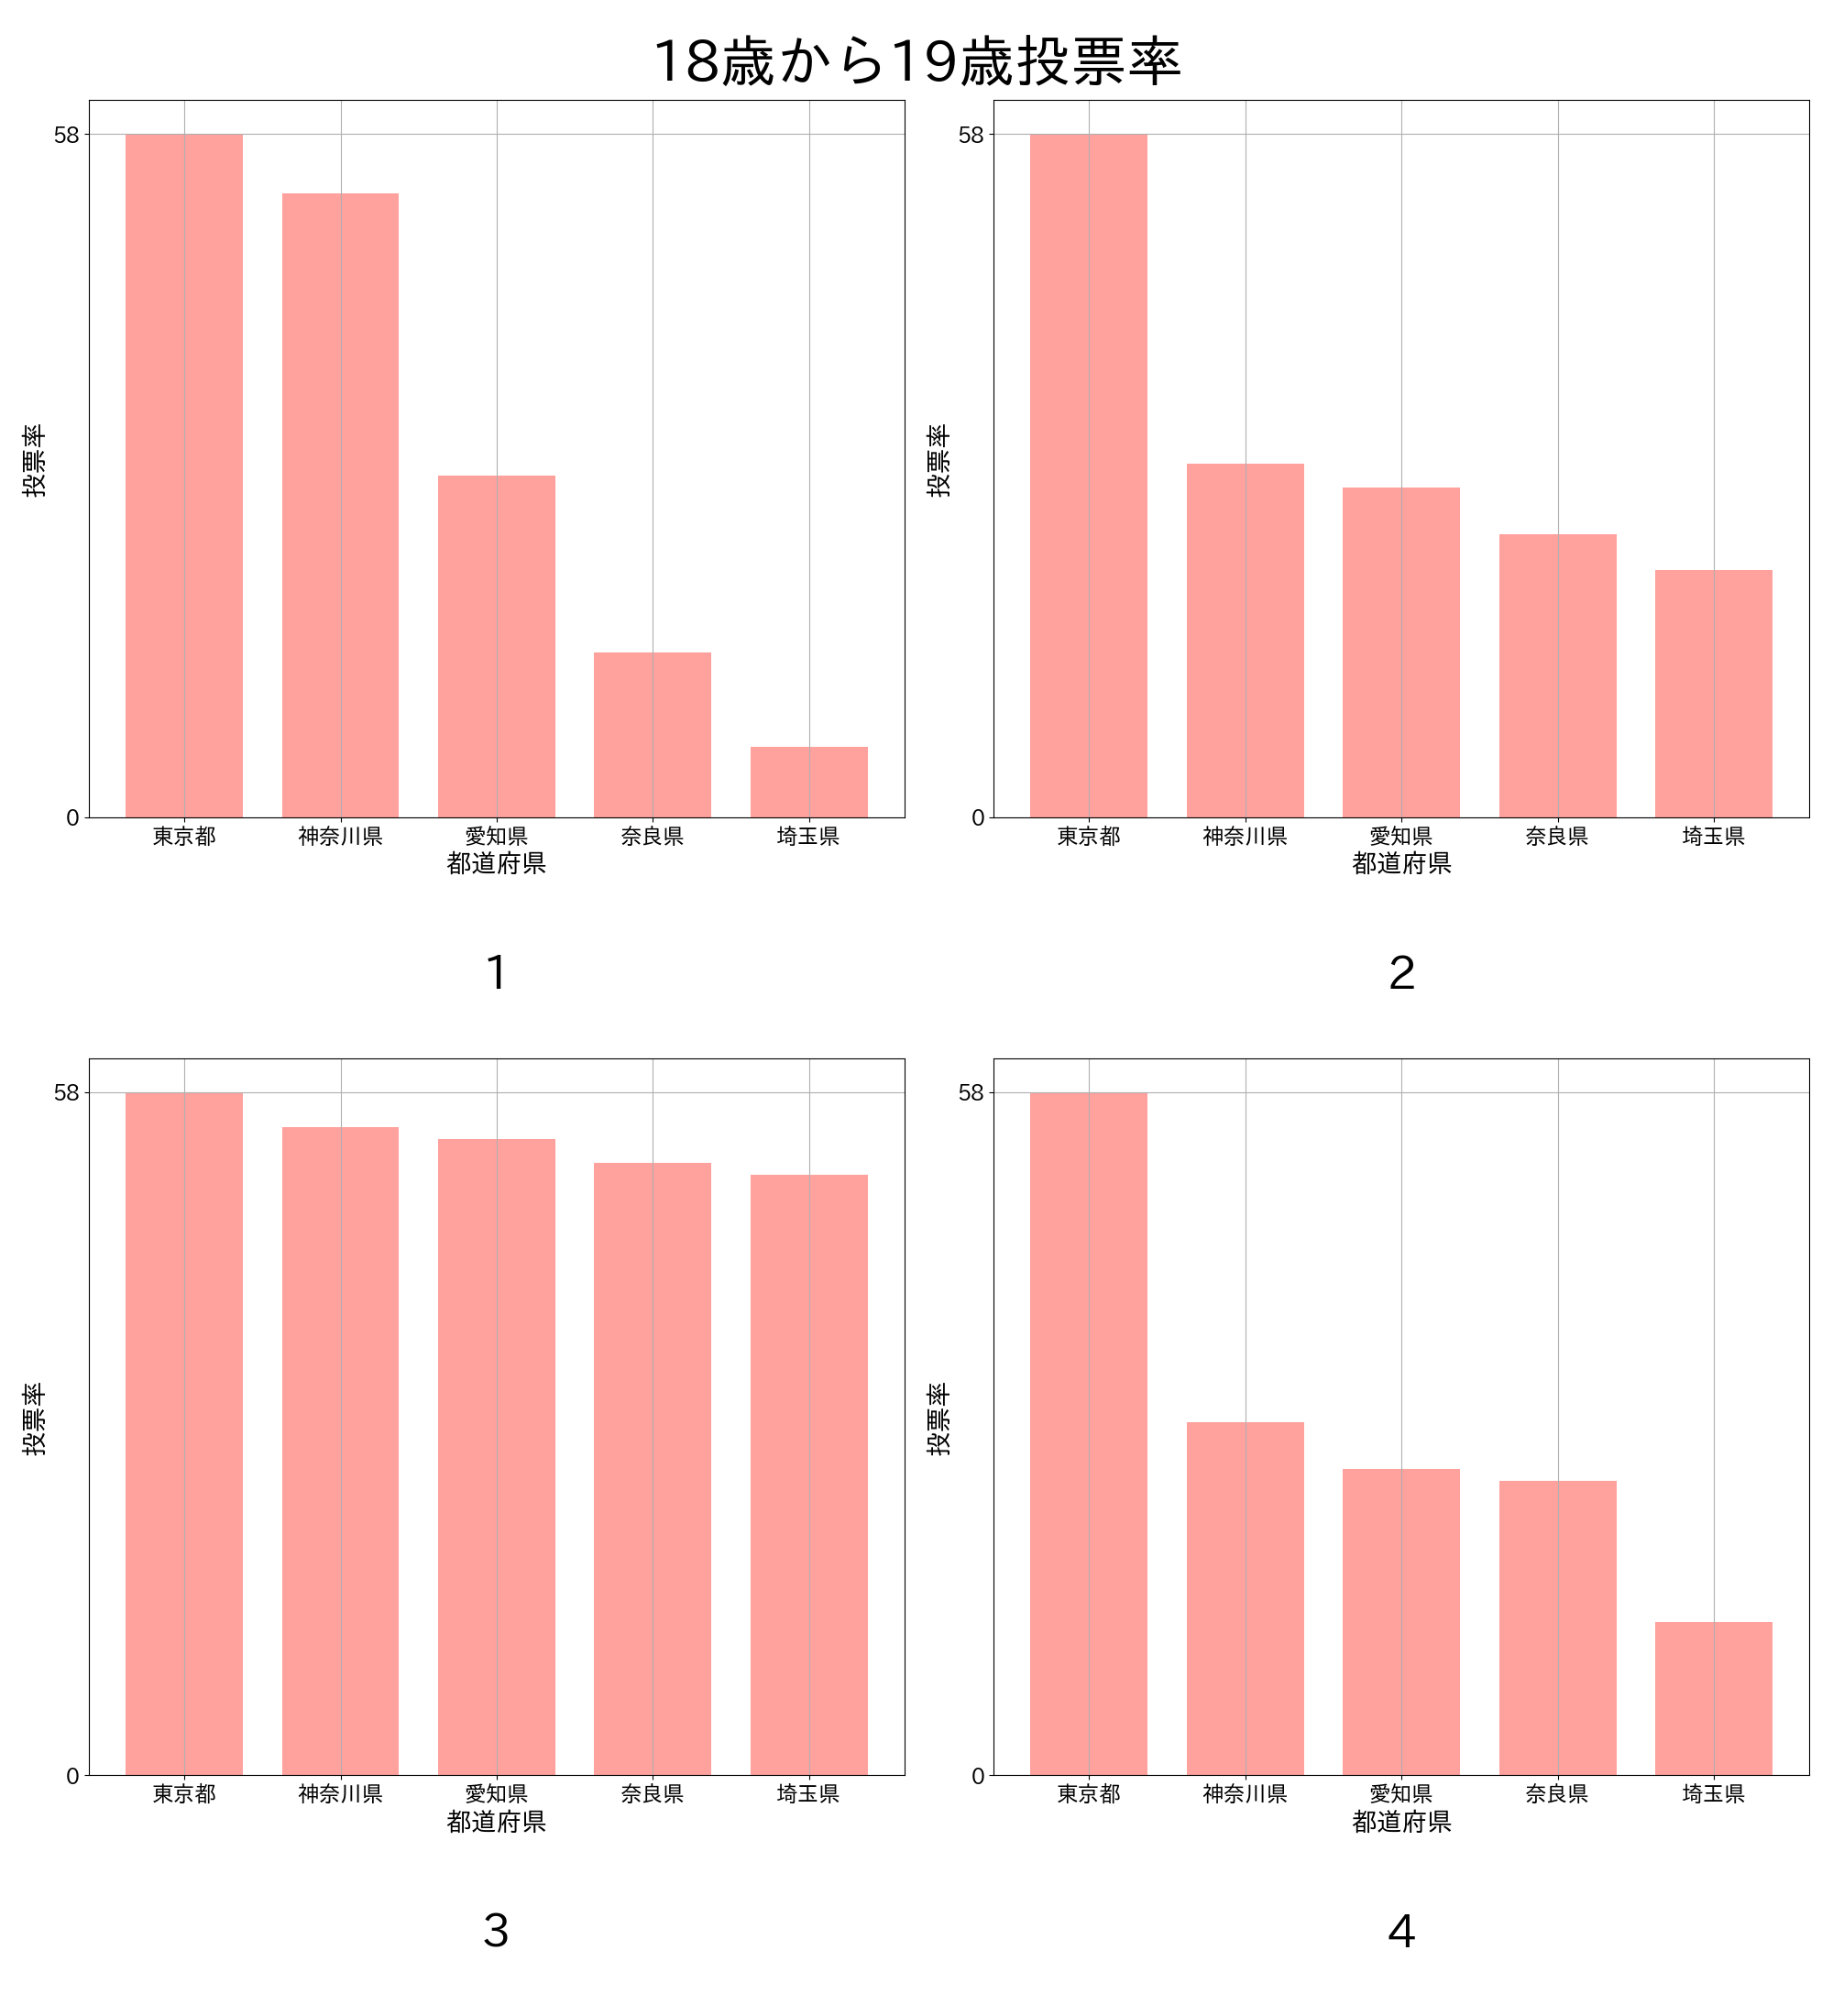 18歳から19歳投票率
58
0
投票率
東京都 神奈川県 愛知県 奈良県 埼玉県
都道府県
1
58
0
投票率
東京都 神奈川県 愛知県 奈良県 埼玉県
都道府県
2
58
0
投票率
東京都 神奈川県 愛知県 奈良県 埼玉県
都道府県
3
58
0
投票率
東京都 神奈川県 愛知県 奈良県 埼玉県
都道府県
4